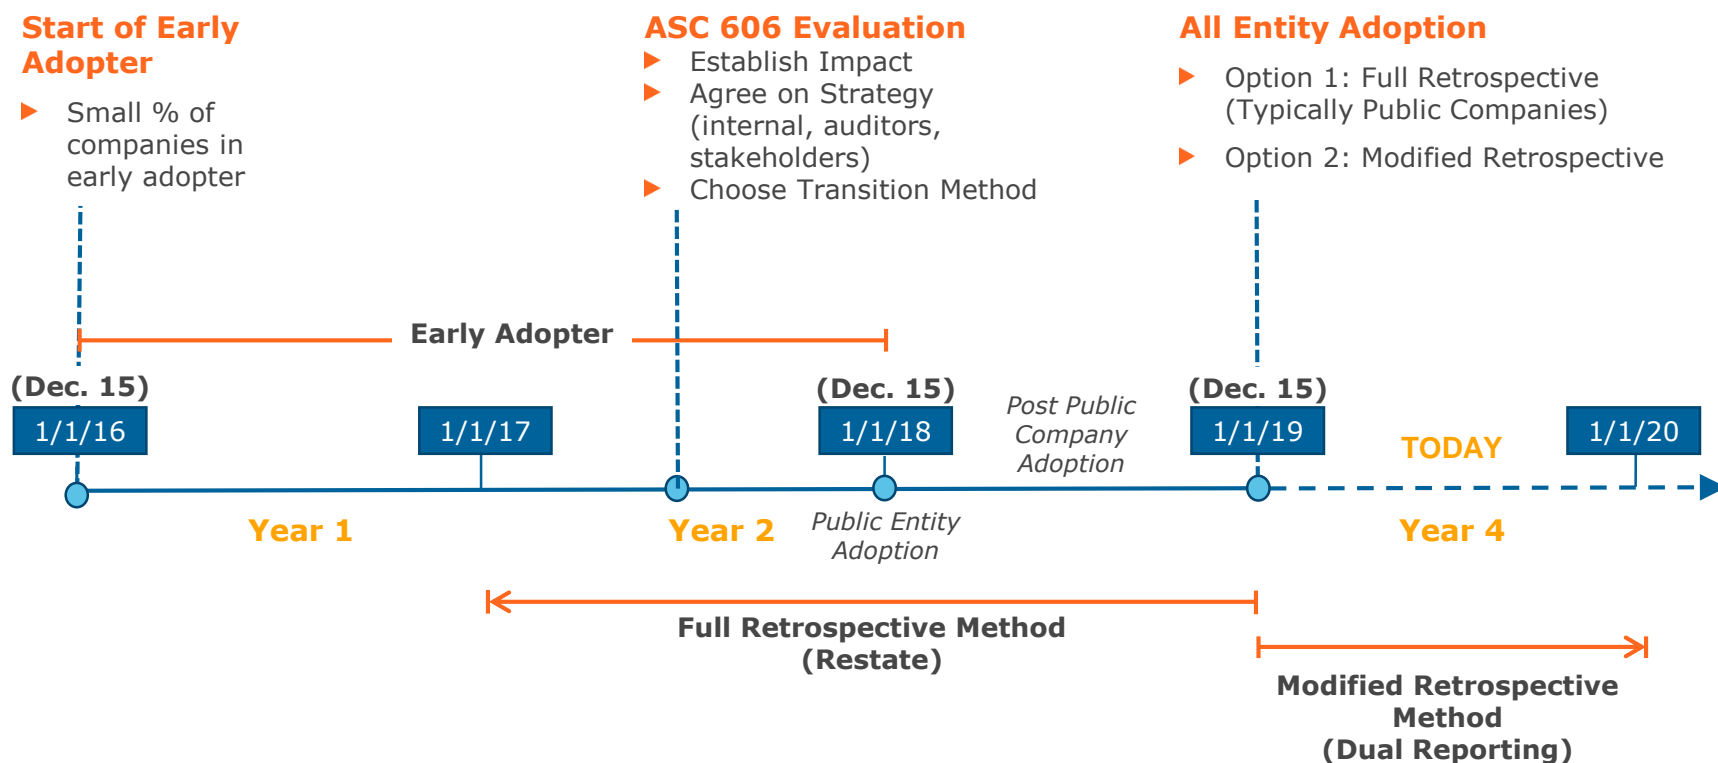 Start of Early
Adopter
► Small % of
companies in
early adopter
ASC 606 Evaluation
► Establish Impact
► Agree on Strategy
(internal, auditors,
stakeholders)
► Choose Transition Method
All Entity Adoption
► Option 1: Full Retrospective
(Typically Public Companies)
► Option 2: Modified Retrospective
Early Adopter
(Dec. 15)
1/1/16
1/1/17
(Dec. 15)
1/1/18
Post Public
Company
Adoption
(Dec. 15)
1/1/19
TODAY
1/1/20
Year 1
Year 2
Public Entity
Adoption
Year 4
Full Retrospective Method
(Restate)
Modified Retrospective
Method
(Dual Reporting)